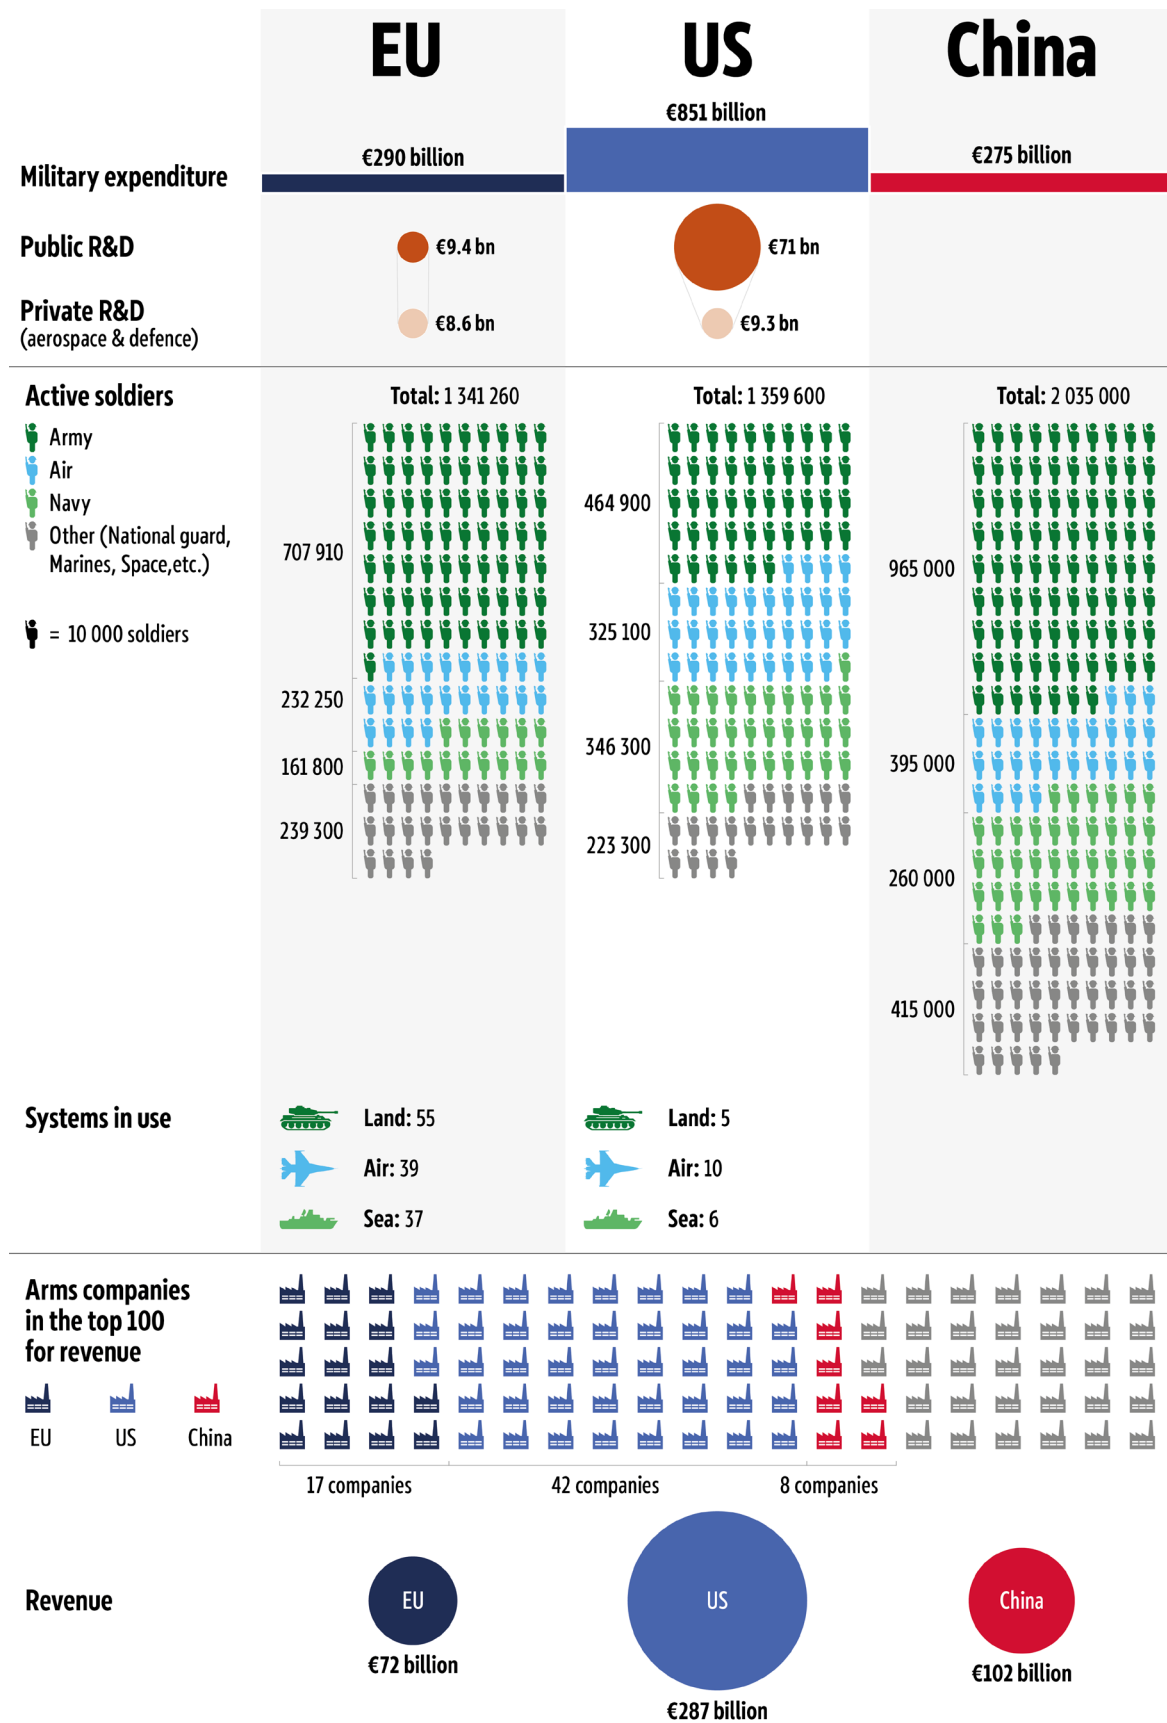 EU
US
China
Military expenditure
€290 billion
€851 billion
€275 billion
Public R&D
€9.4 bn
€71 bn
Private R&D
(aerospace & defence)
€8.6 bn
€9.3 bn
Active soldiers
Army
Air
Navy
Other (National guard,
Marines, Space,etc.)
= 10 000 soldiers
Total: 1 341 260
707 910
232 250
161 800
239 300
Total: 1 359 600
464 900
325 100
346 300
223 300
Total: 2 035 000
965 000
395 000
260 000
415 000
Systems in use
Land: 55
Air: 39
Sea: 37
Land: 5
Air: 10
Sea: 6
Arms companies
in the top 100
for revenue
EU
US
China
17 companies
42 companies
8 companies
Revenue
EU
€72 billion
US
€287 billion
China
€102 billion